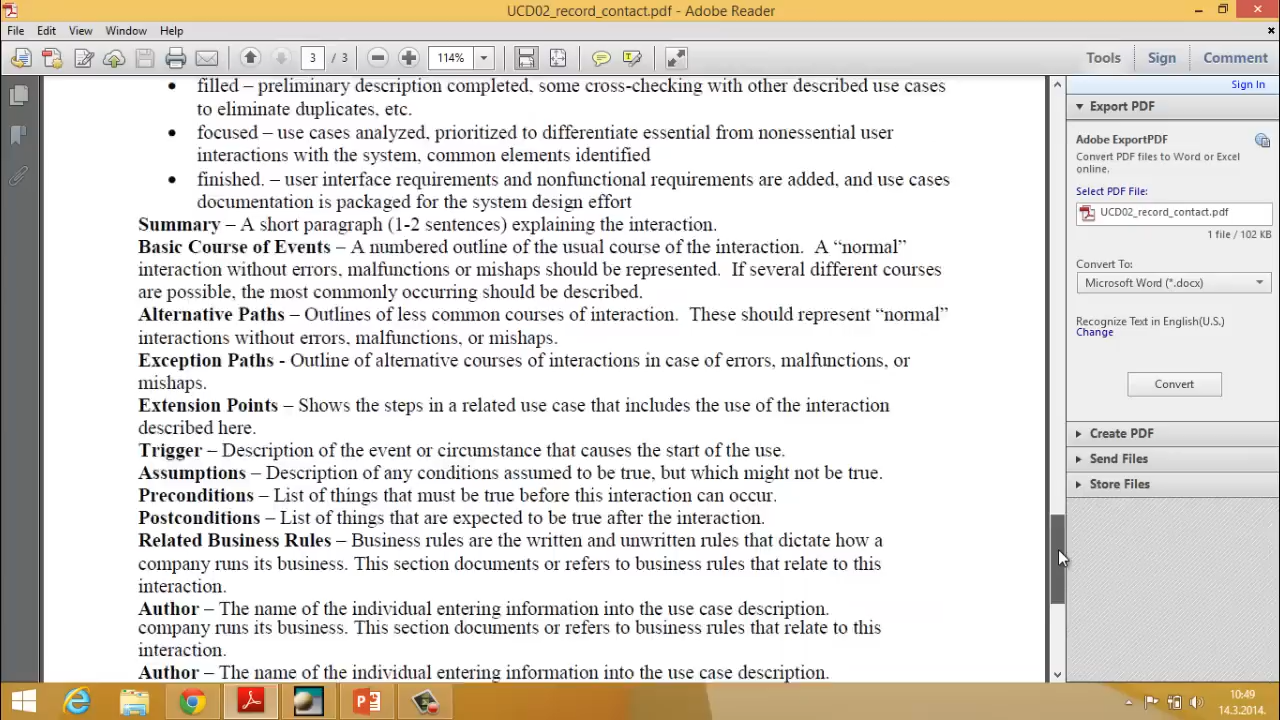 UCD02_record_contact.pdf - Adobe Reader
File Edit View Window Help
3 / 3 114% Tools Sign Comment
Sign In
Export PDF
Adobe ExportPDF
Convert PDF files to Word or Excel
online.
Select PDF File:
UCD02_record_contact.pdf
1 file / 102 KB
Convert To:
Microsoft Word (*.docx)
Recognize Text in English(U.S.)
Change
Convert
Create PDF
Send Files
Store Files
• filled – preliminary description completed, some cross-checking with other described use cases
to eliminate duplicates, etc.
• focused – use cases analyzed, prioritized to differentiate essential from nonessential user
interactions with the system, common elements identified
• finished. – user interface requirements and nonfunctional requirements are added, and use cases
documentation is packaged for the system design effort
Summary – A short paragraph (1-2 sentences) explaining the interaction.
Basic Course of Events – A numbered outline of the usual course of the interaction. A “normal”
interaction without errors, malfunctions or mishaps should be represented. If several different courses
are possible, the most commonly occurring should be described.
Alternative Paths – Outlines of less common courses of interaction. These should represent “normal”
interactions without errors, malfunctions, or mishaps.
Exception Paths - Outline of alternative courses of interactions in case of errors, malfunctions, or
mishaps.
Extension Points – Shows the steps in a related use case that includes the use of the interaction
described here.
Trigger – Description of the event or circumstance that causes the start of the use.
Assumptions – Description of any conditions assumed to be true, but which might not be true.
Preconditions – List of things that must be true before this interaction can occur.
Postconditions – List of things that are expected to be true after the interaction.
Related Business Rules – Business rules are the written and unwritten rules that dictate how a
company runs its business. This section documents or refers to business rules that relate to this
interaction.
Author – The name of the individual entering information into the use case description.
company runs its business. This section documents or refers to business rules that relate to this
interaction.
Author – The name of the individual entering information into the use case description.
10:49
14.3.2014.